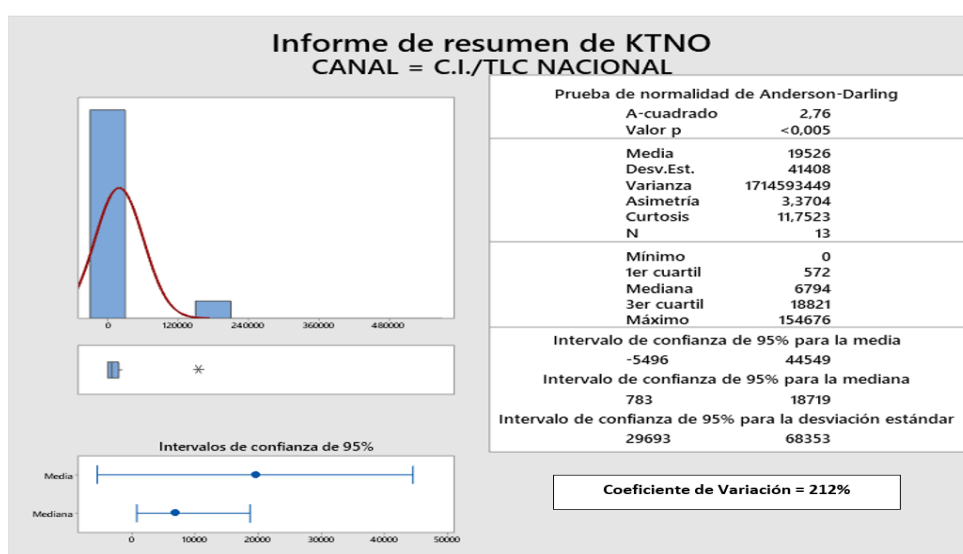 Informe de resumen de KTNO
CANAL = C.I./TLC NACIONAL
0 120000 240000 360000 480000
Intervalos de confianza de 95%
Media
Mediana
0 10000 20000 30000 40000 50000
Prueba de normalidad de Anderson-Darling
A-cuadrado 2,76
Valor p <0,005
Media 19526
Desv.Est. 41408
Varianza 1714593449
Asimetría 3,3704
Curtosis 11,7523
N 13
Mínimo 0
1er cuartil 572
Mediana 6794
3er cuartil 18821
Máximo 154676
Intervalo de confianza de 95% para la media
-5496 44549
Intervalo de confianza de 95% para la mediana
783 18719
Intervalo de confianza de 95% para la desviación estándar
29693 68353
Coeficiente de Variación = 212%